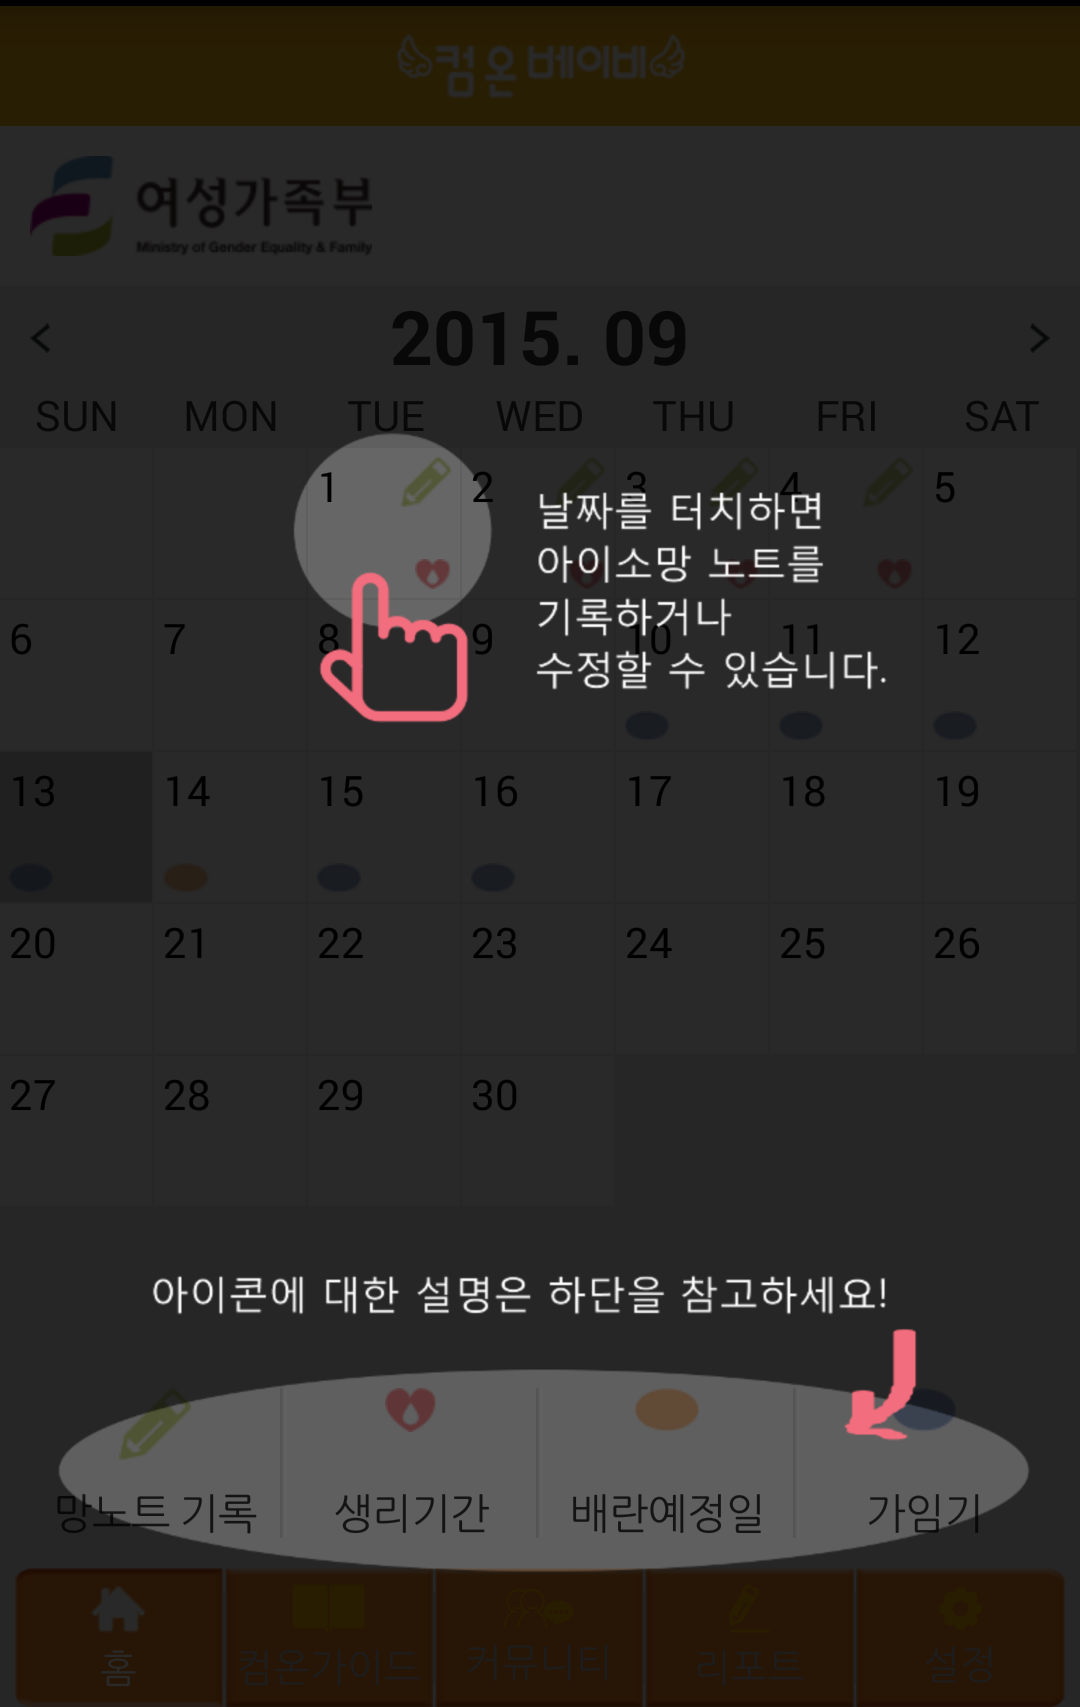 컴온베이비
여성가족부
Ministry of Gender Equality & Family
< 2015. 09 >
SUN MON TUE WED THU FRI SAT
1 2 3 4 5
날짜를 터치하면
아이소망 노트를
기록하거나
수정할 수 있습니다.
6 7 8 9 10 11 12
13 14 15 16 17 18 19
20 21 22 23 24 25 26
27 28 29 30
아이콘에 대한 설명은 하단을 참고하세요!
망노트 기록 생리기간 배란예정일 가임기
홈 컴온가이드 커뮤니티 리포트 설정